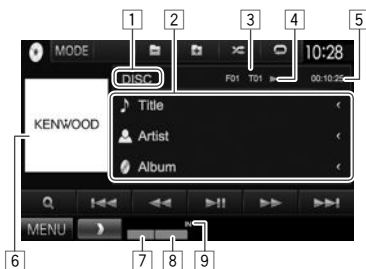 1 2 3 4 5
MODE 10:28
DISC F01 T01 00:10:25
Title
KENWOOD
Artist
Album
MENU
IN
6 7 8 9